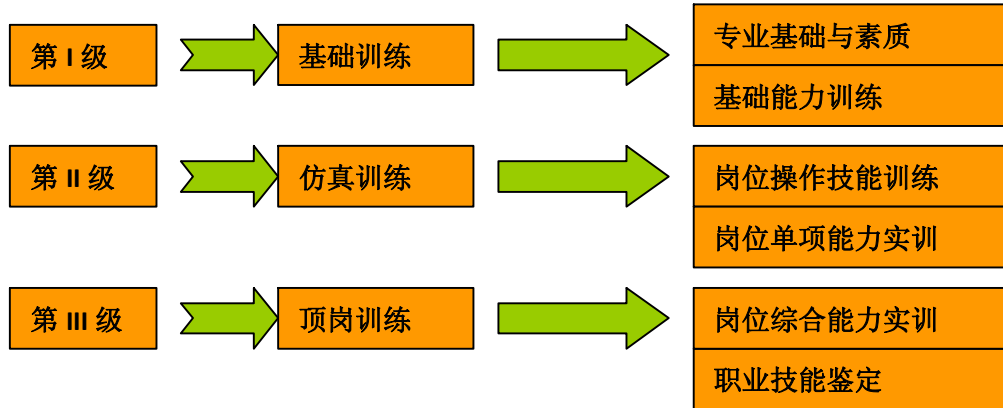 第 I 级
基础训练
专业基础与素质
基础能力训练
第 II 级
仿真训练
岗位操作技能训练
岗位单项能力实训
第 III 级
顶岗训练
岗位综合能力实训
职业技能鉴定